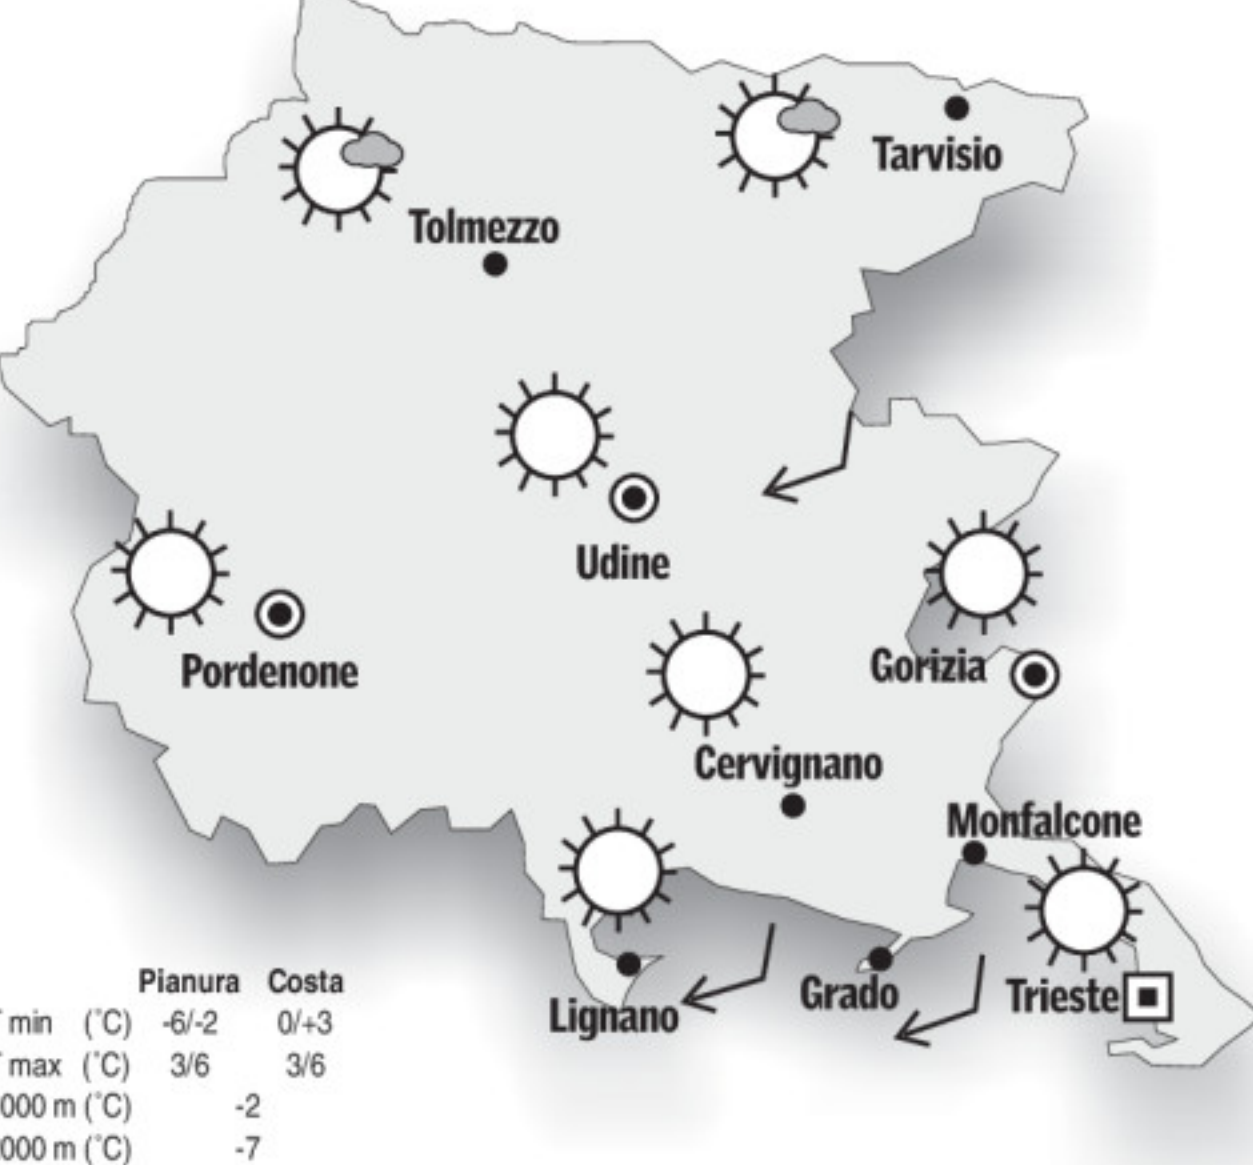 Tarvisio
Tolmezzo
Udine
Pordenone
Gorizia
Cervignano
Monfalcone
Lignano
Grado
Trieste
Pianura Costa
min (°C) -6/-2 0/+3
max (°C) 3/6 3/6
000 m (°C) -2
000 m (°C) -7